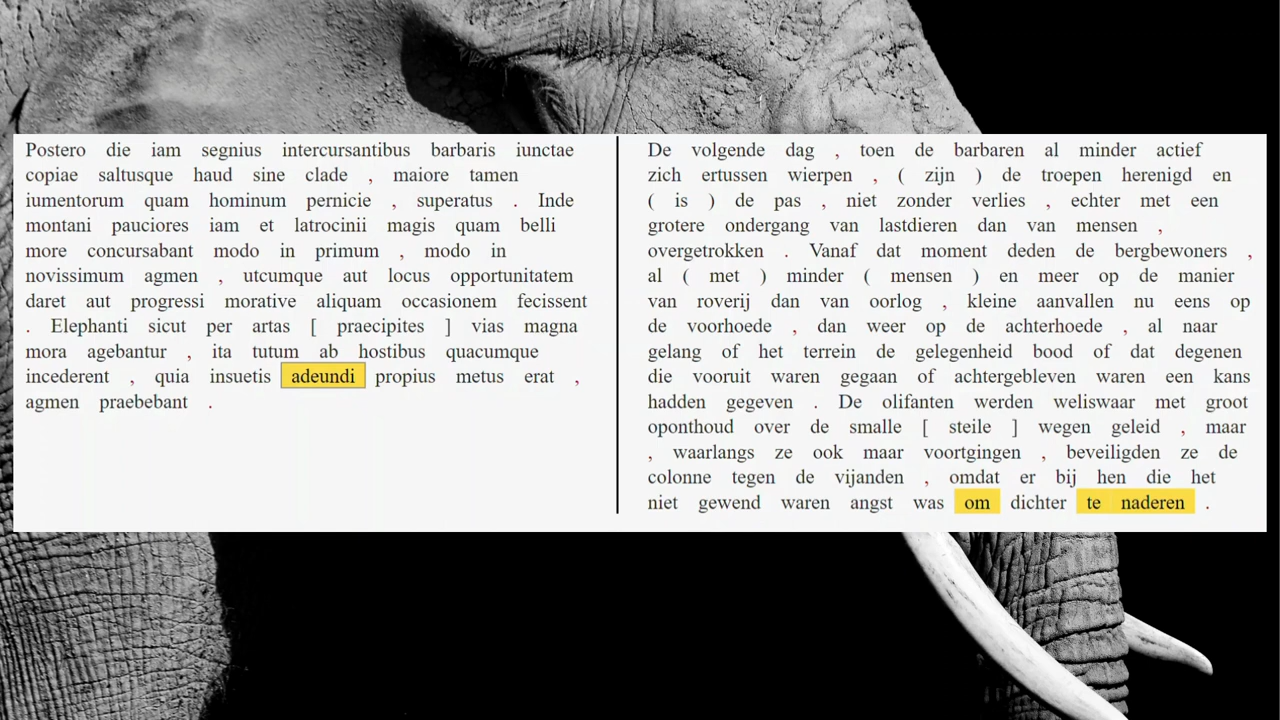 Postero die iam segnius intercursantibus barbaris iunctae
copiae saltusque haud sine clade , maiore tamen
iumentorum quam hominum pernicie , superatus . Inde
montani pauciores iam et latrocinii magis quam belli
more concursabant modo in primum , modo in
novissimum agmen , utcumque aut locus opportunitatem
daret aut progressi morative aliquam occasionem fecissent
. Elephanti sicut per artas [ praecipites ] vias magna
mora agebantur , ita tutum ab hostibus quacumque
incederent , quia insuetis adeundi propius metus erat ,
agmen praebebant .
De volgende dag , toen de barbaren al minder actief
zich ertussen wierpen , ( zijn ) de troepen herenigd en
( is ) de pas , niet zonder verlies , echter met een
grotere ondergang van lastdieren dan van mensen ,
overgetrokken . Vanaf dat moment deden de bergbewoners ,
al ( met ) minder ( mensen ) en meer op de manier
van roverij dan van oorlog , kleine aanvallen nu eens op
de voorhoede , dan weer op de achterhoede , al naar
gelang of het terrein de gelegenheid bood of dat degenen
die vooruit waren gegaan of achtergebleven waren een kans
hadden gegeven . De olifanten werden weliswaar met groot
oponthoud over de smalle [ steile ] wegen geleid , maar
, waarlangs ze ook maar voortgingen , beveiligden ze de
colonne tegen de vijanden , omdat er bij hen die het
niet gewend waren angst was om dichter te naderen .